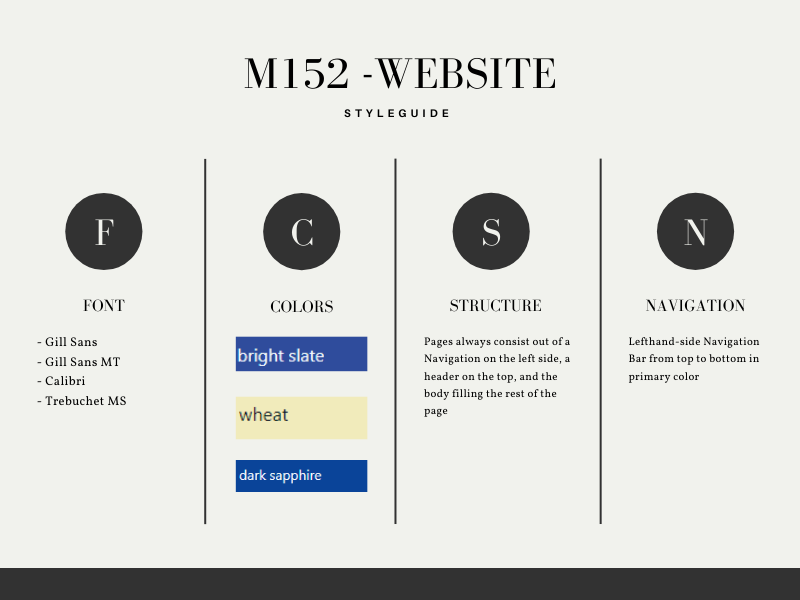 M152 -WEBSITE
STYLEGUIDE
F
FONT
- Gill Sans
- Gill Sans MT
- Calibri
- Trebuchet MS
C
COLORS
bright slate
wheat
dark sapphire
S
STRUCTURE
Pages always consist out of a
Navigation on the left side, a
header on the top, and the
body filling the rest of the
page
N
NAVIGATION
Lefthand-side Navigation
Bar from top to bottom in
primary color